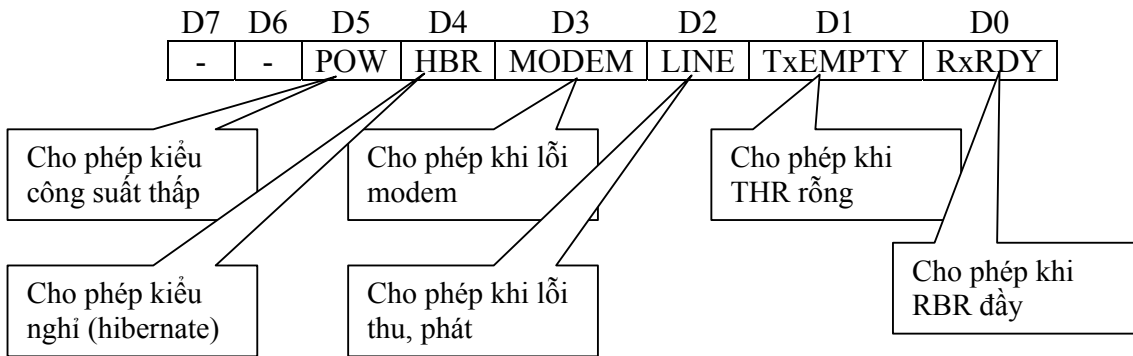 D7 D6 D5 D4 D3 D2 D1 D0
- - POW HBR MODEM LINE TxEMPTY RxRDY
Cho phép kiểu
công suất thấp
Cho phép khi lỗi
modem
Cho phép khi
THR rỗng
Cho phép kiểu
nghỉ (hibernate)
Cho phép khi lỗi
thu, phát
Cho phép khi
RBR đầy